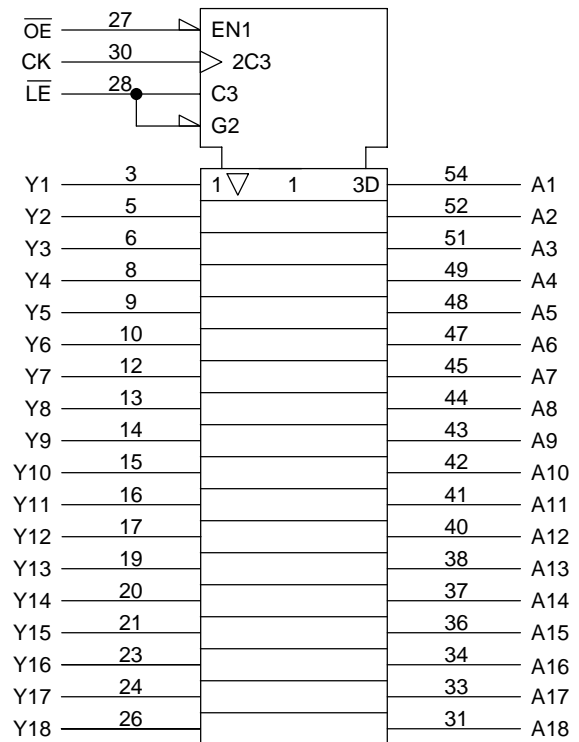 O̅E̅ 27 EN1
CK 30 2C3
L̅E̅ 28 C3
G2
Y1 3 1 ▽ 1 3D 54 A1
Y2 5 52 A2
Y3 6 51 A3
Y4 8 49 A4
Y5 9 48 A5
Y6 10 47 A6
Y7 12 45 A7
Y8 13 44 A8
Y9 14 43 A9
Y10 15 42 A10
Y11 16 41 A11
Y12 17 40 A12
Y13 19 38 A13
Y14 20 37 A14
Y15 21 36 A15
Y16 23 34 A16
Y17 24 33 A17
Y18 26 31 A18